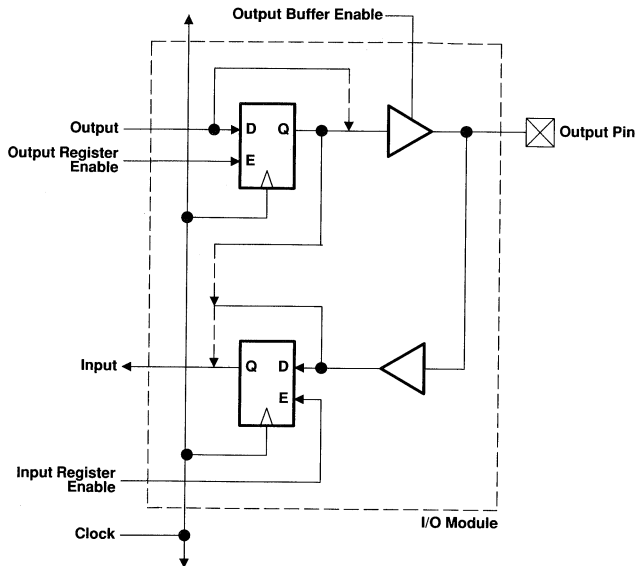 Output Buffer Enable
Output
D Q
Output Pin
Output Register
Enable
E
Input
Q D
E
Input Register
Enable
I/O Module
Clock